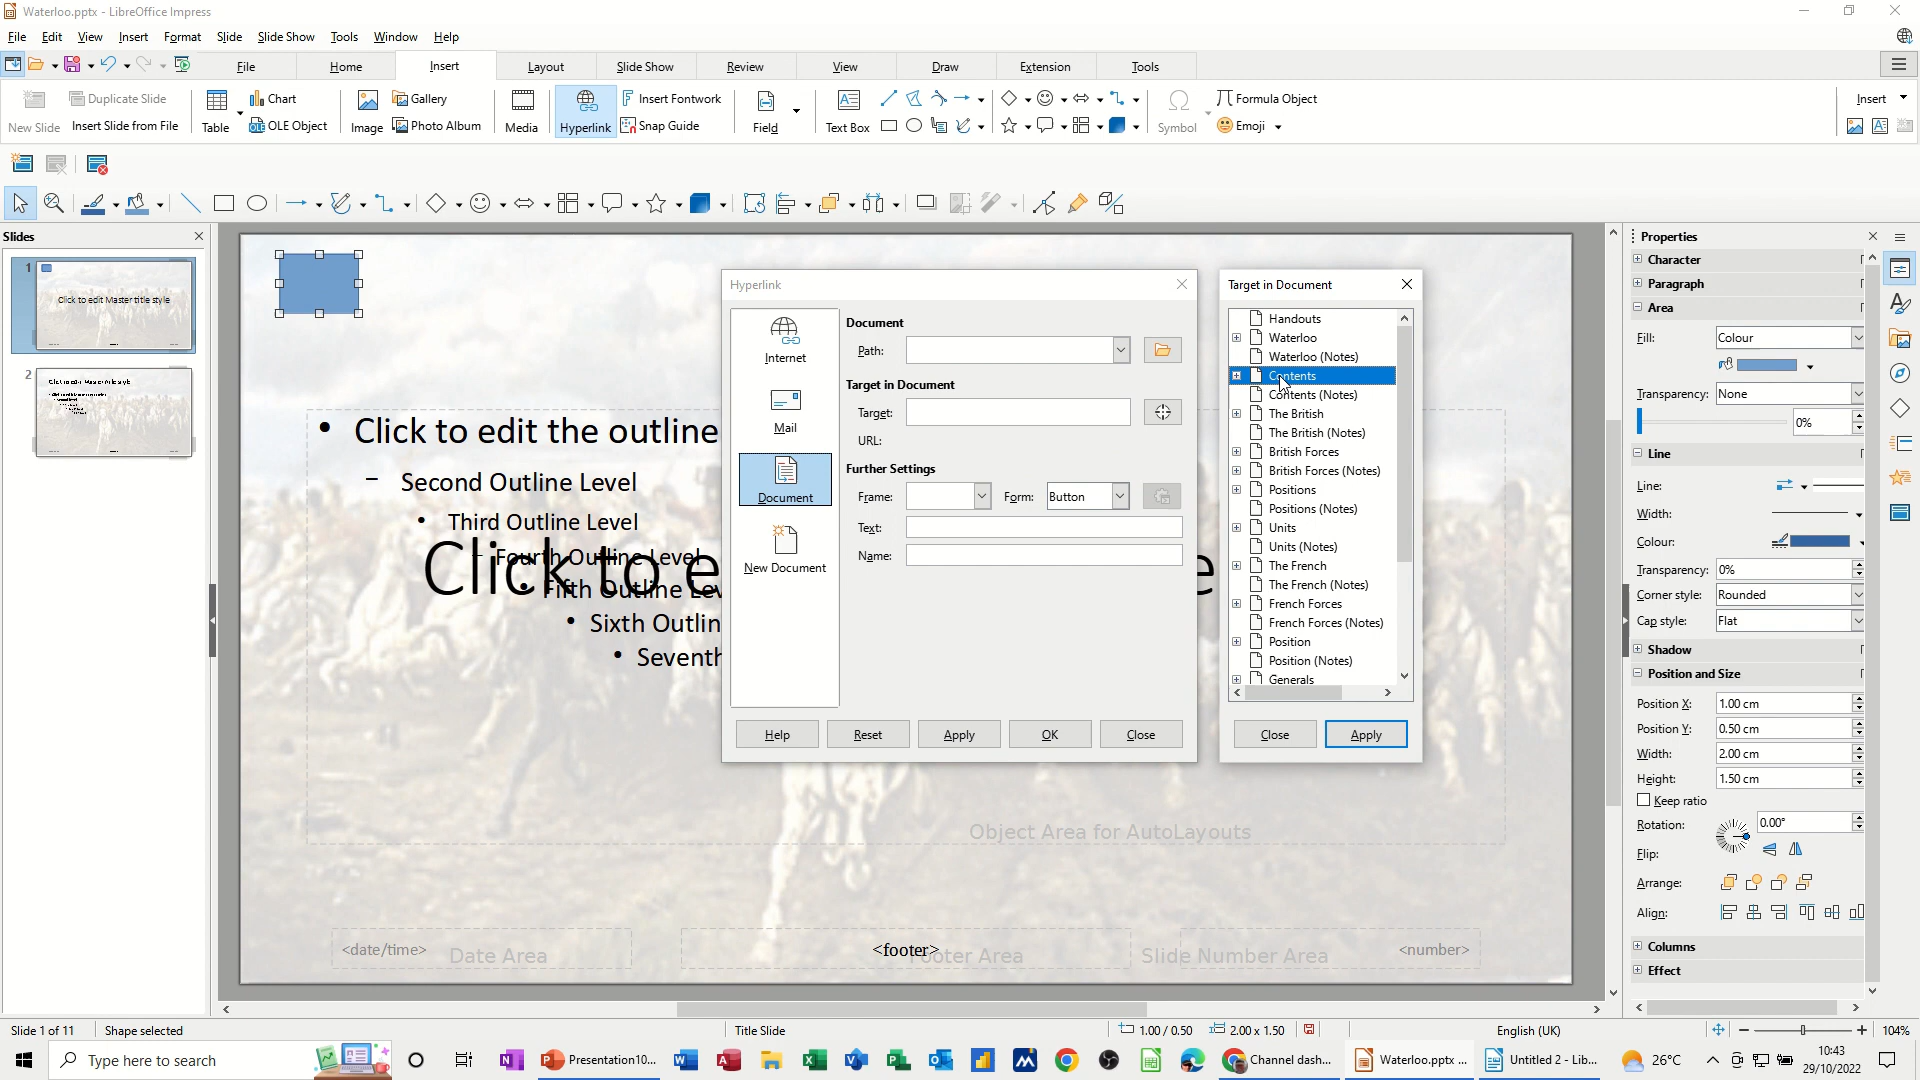 Waterloo.pptx - LibreOffice Impress
File Edit View Insert Format Slide Slide Show Tools Window Help
File Home Insert Layout Slide Show Review View Draw Extension Tools
New Slide
Duplicate Slide
Insert Slide from File
Table
Chart
OLE Object
Image
Gallery
Photo Album
Media
Hyperlink
Insert Fontwork
Snap Guide
Field
Text Box
Symbol
Formula Object
Emoji
Insert
Slides
1
Click to edit Master title style
2
Click to edit Master title style
Click to edit the outline
– Second Outline Level
• Third Outline Level
– Fourth Outline Level
Click to e
e
• Fifth Outline Lev
• Sixth Outlin
• Seventh
Object Area for AutoLayouts
<date/time>
Date Area
<footer>
Footer Area
Slide Number Area
<number>
Hyperlink
Internet
Mail
Document
New Document
Document
Path:
Target in Document
Target:
URL:
Further Settings
Frame:
Form: Button
Text:
Name:
Help Reset Apply OK Close
Target in Document
Handouts
Waterloo
Waterloo (Notes)
Contents
Contents (Notes)
The British
The British (Notes)
British Forces
British Forces (Notes)
Positions
Positions (Notes)
Units
Units (Notes)
The French
The French (Notes)
French Forces
French Forces (Notes)
Position
Position (Notes)
Generals
Close Apply
Properties
Character
Paragraph
Area
Fill: Colour
Transparency: None
0%
Line
Line:
Width:
Colour:
Transparency: 0%
Corner style: Rounded
Cap style: Flat
Shadow
Position and Size
Position X: 1.00 cm
Position Y: 0.50 cm
Width: 2.00 cm
Height: 1.50 cm
Keep ratio
Rotation: 0.00°
Flip:
Arrange:
Align:
Columns
Effect
Slide 1 of 11
Shape selected
Title Slide
1.00 / 0.50
2.00 x 1.50
English (UK)
104%
Type here to search
Presentation10...
Channel dash...
Waterloo.pptx ...
Untitled 2 - Lib...
26°C
10:43
29/10/2022